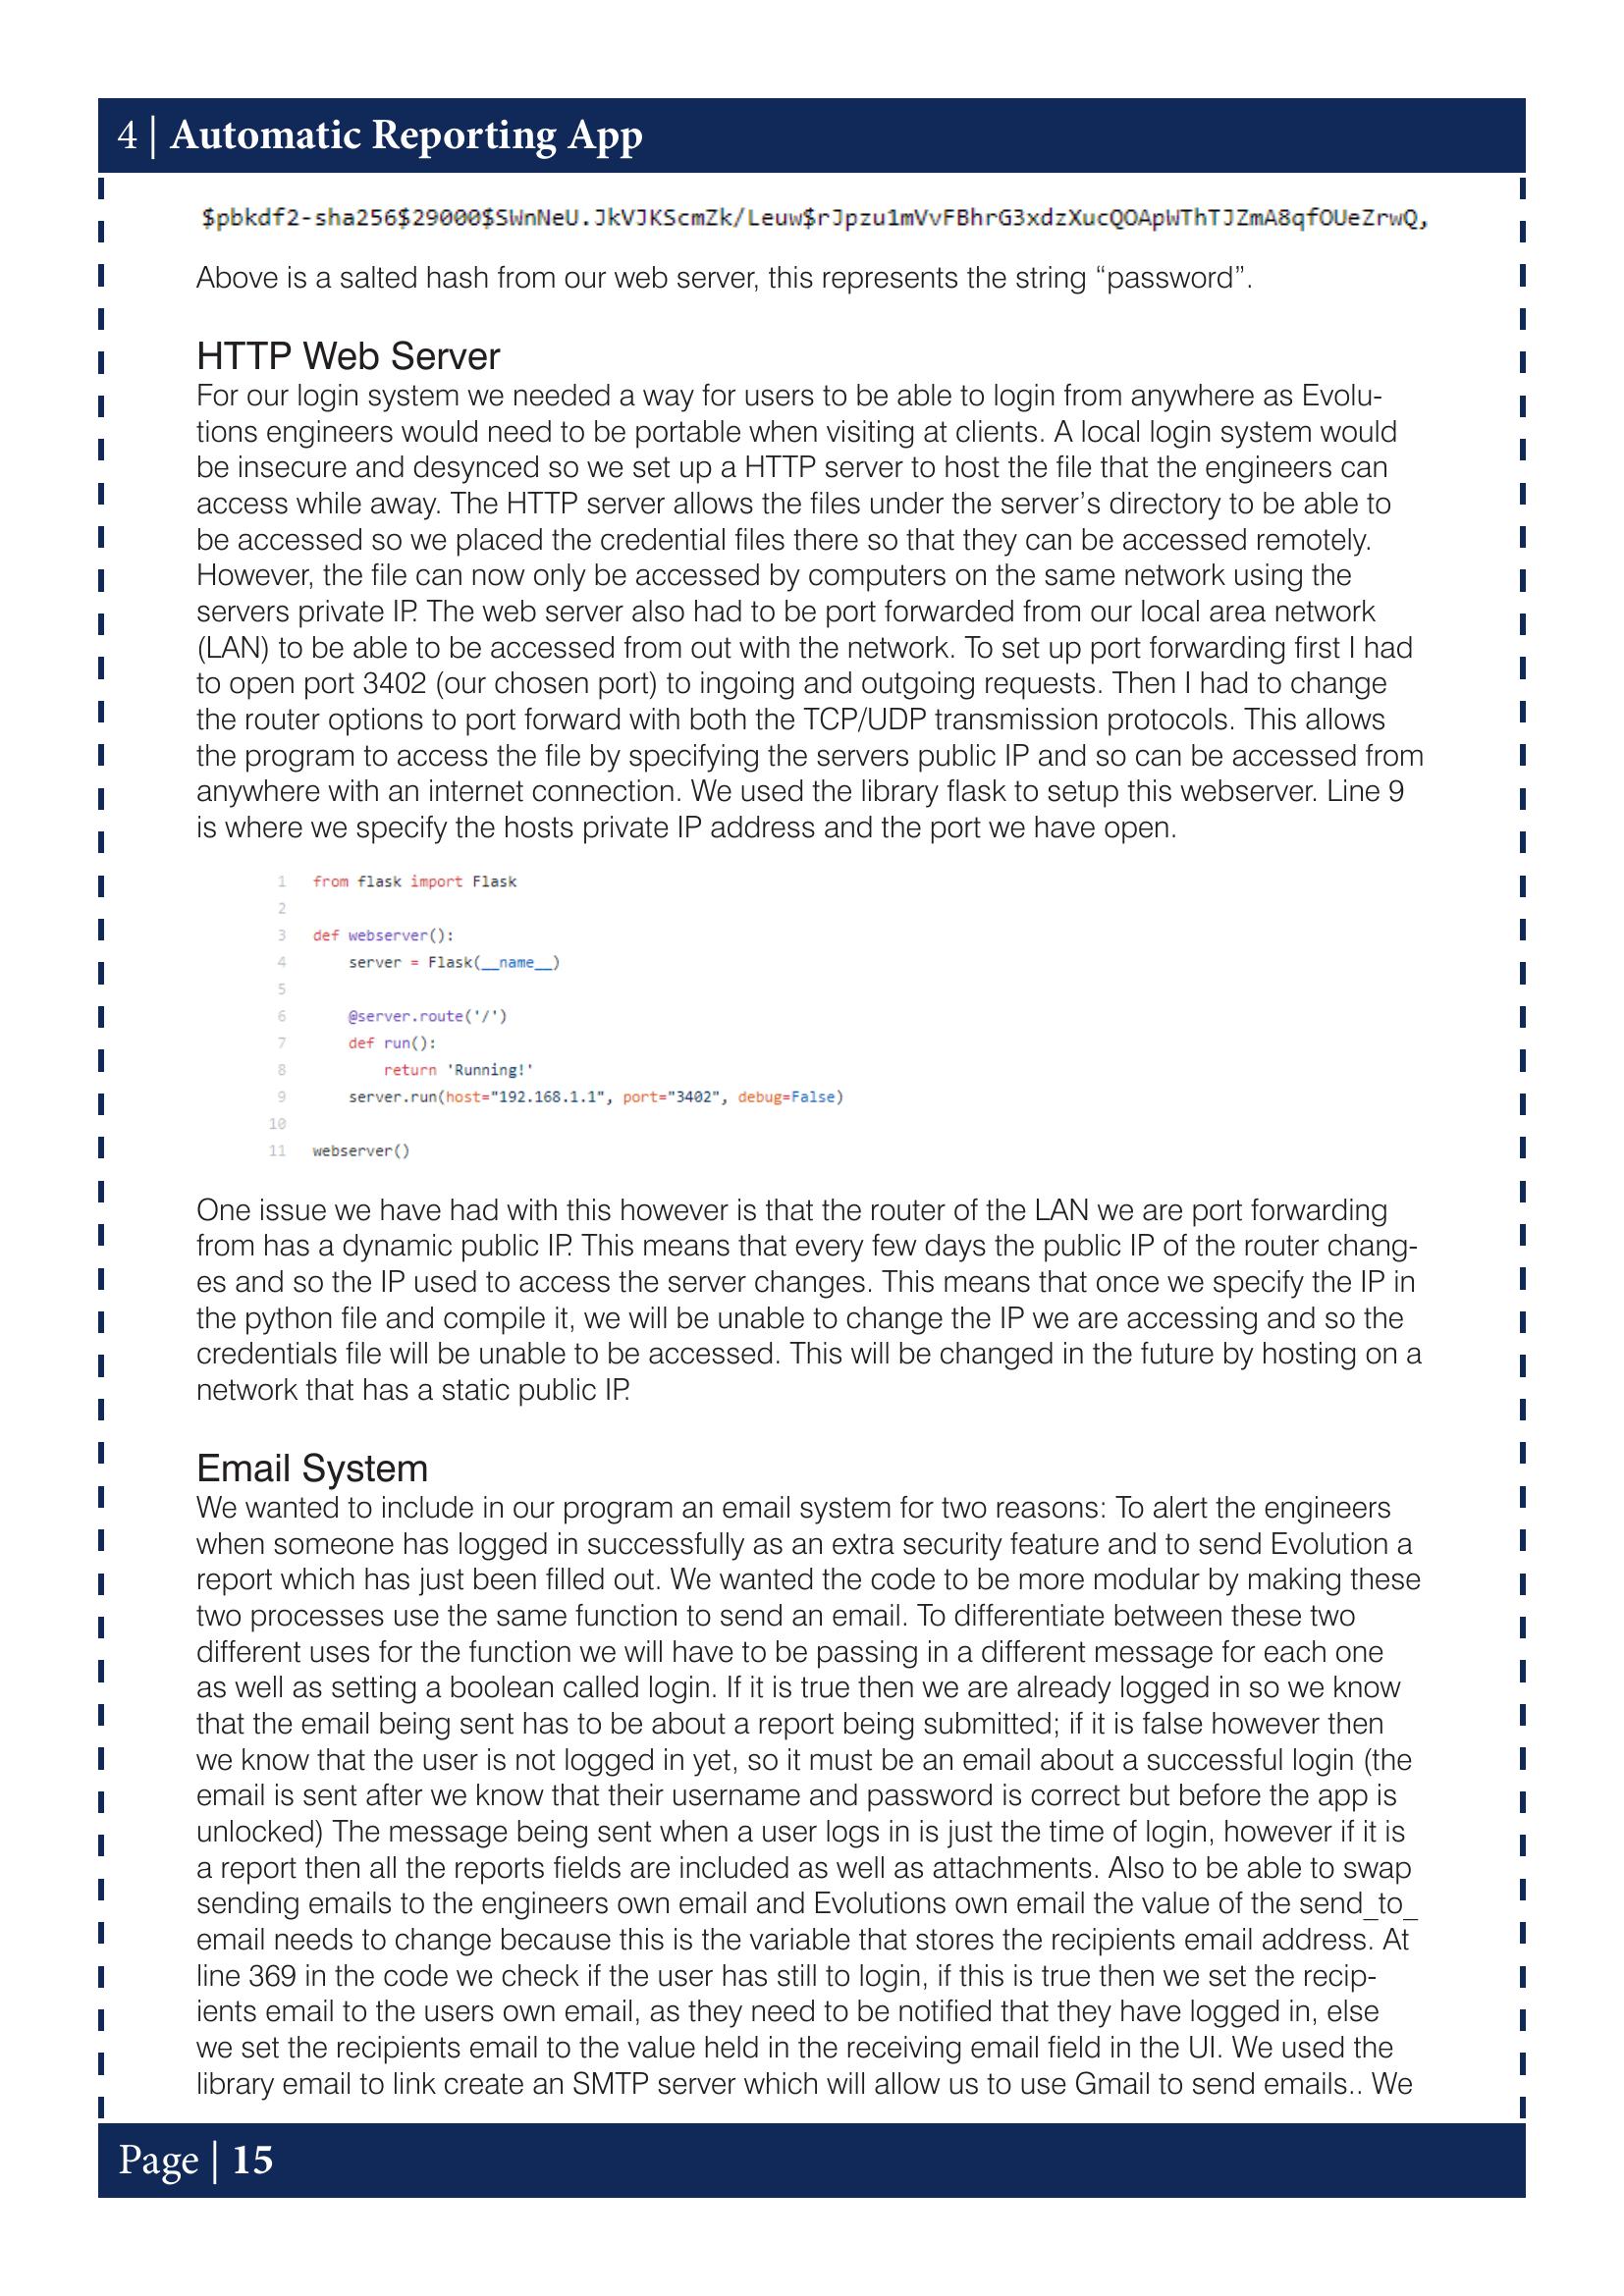 4 | Automatic Reporting App
$pbkdf2-sha256$29000$SWnNeU.JkVJKScmZk/Leuw$rJpzu1mVvFBhrG3xdzXucQOApWThTJZmA8qfOUeZrwQ,
Above is a salted hash from our web server, this represents the string “password”.
HTTP Web Server
For our login system we needed a way for users to be able to login from anywhere as Evolu-
tions engineers would need to be portable when visiting at clients. A local login system would
be insecure and desynced so we set up a HTTP server to host the file that the engineers can
access while away. The HTTP server allows the files under the server’s directory to be able to
be accessed so we placed the credential files there so that they can be accessed remotely.
However, the file can now only be accessed by computers on the same network using the
servers private IP. The web server also had to be port forwarded from our local area network
(LAN) to be able to be accessed from out with the network. To set up port forwarding first I had
to open port 3402 (our chosen port) to ingoing and outgoing requests. Then I had to change
the router options to port forward with both the TCP/UDP transmission protocols. This allows
the program to access the file by specifying the servers public IP and so can be accessed from
anywhere with an internet connection. We used the library flask to setup this webserver. Line 9
is where we specify the hosts private IP address and the port we have open.
1 from flask import Flask
2
3 def webserver():
4     server = Flask(__name__)
5
6     @server.route('/')
7     def run():
8         return 'Running!'
9     server.run(host="192.168.1.1", port="3402", debug=False)
10
11 webserver()
One issue we have had with this however is that the router of the LAN we are port forwarding
from has a dynamic public IP. This means that every few days the public IP of the router chang-
es and so the IP used to access the server changes. This means that once we specify the IP in
the python file and compile it, we will be unable to change the IP we are accessing and so the
credentials file will be unable to be accessed. This will be changed in the future by hosting on a
network that has a static public IP.
Email System
We wanted to include in our program an email system for two reasons: To alert the engineers
when someone has logged in successfully as an extra security feature and to send Evolution a
report which has just been filled out. We wanted the code to be more modular by making these
two processes use the same function to send an email. To differentiate between these two
different uses for the function we will have to be passing in a different message for each one
as well as setting a boolean called login. If it is true then we are already logged in so we know
that the email being sent has to be about a report being submitted; if it is false however then
we know that the user is not logged in yet, so it must be an email about a successful login (the
email is sent after we know that their username and password is correct but before the app is
unlocked) The message being sent when a user logs in is just the time of login, however if it is
a report then all the reports fields are included as well as attachments. Also to be able to swap
sending emails to the engineers own email and Evolutions own email the value of the send_to_
email needs to change because this is the variable that stores the recipients email address. At
line 369 in the code we check if the user has still to login, if this is true then we set the recip-
ients email to the users own email, as they need to be notified that they have logged in, else
we set the recipients email to the value held in the receiving email field in the UI. We used the
library email to link create an SMTP server which will allow us to use Gmail to send emails.. We
Page | 15